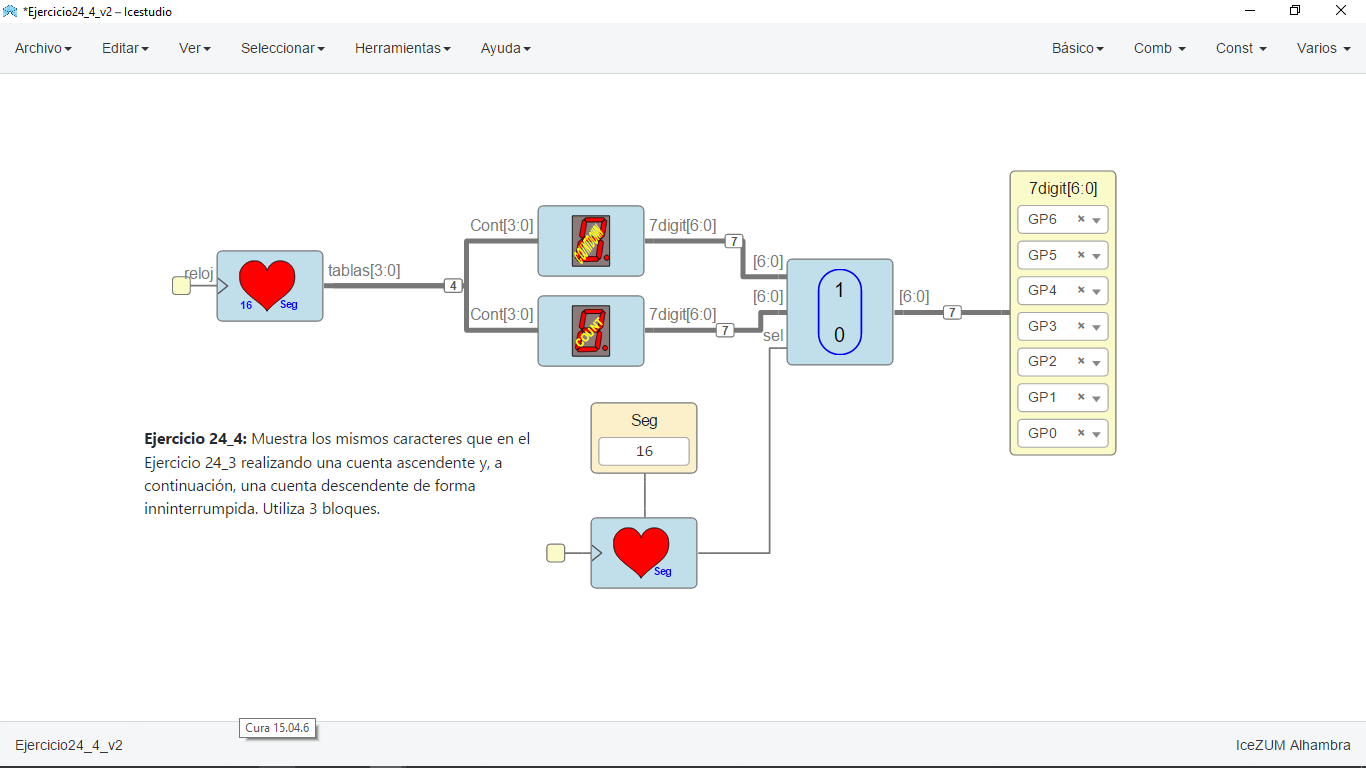 *Ejercicio24_4_v2 – Icestudio
Archivo Editar Ver Seleccionar Herramientas Ayuda Básico Comb Const Varios
7digit[6:0]
GP6 ×
GP5 ×
GP4 ×
GP3 ×
GP2 ×
GP1 ×
GP0 ×
Cont[3:0] COUNTDOWN 7digit[6:0] 7
reloj 16 Seg tablas[3:0] 4
[6:0]
[6:0]
sel
1
0
[6:0] 7
Cont[3:0] COUNT 7digit[6:0] 7
Seg
16
Seg
Ejercicio 24_4: Muestra los mismos caracteres que en el
Ejercicio 24_3 realizando una cuenta ascendente y, a
continuación, una cuenta descendente de forma
inninterrumpida. Utiliza 3 bloques.
Cura 15.04.6
Ejercicio24_4_v2 IceZUM Alhambra